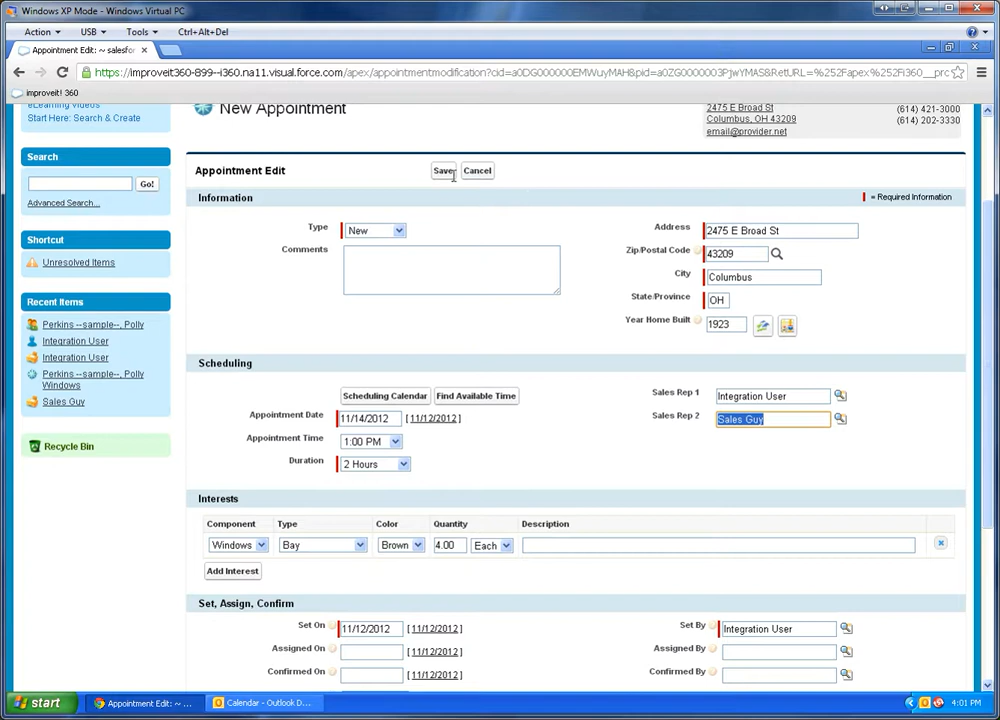 Windows XP Mode - Windows Virtual PC
Action USB Tools Ctrl+Alt+Del
Appointment Edit: ~ salesfor
https://improveit360-899--i360.na11.visual.force.com/apex/appointmentmodification?cid=a0DG000000EMWuyMAH&pid=a0ZG0000003PjwYMAS&RetURL=%252Fapex%252Fi360__prc
improveit! 360
eLearning Videos
Start Here: Search & Create
New Appointment
2475 E Broad St
Columbus, OH 43209
email@provider.net
(614) 421-3000
(614) 202-3330
Search
Go!
Advanced Search...
Shortcut
Unresolved Items
Recent Items
Perkins --sample--, Polly
Integration User
Integration User
Perkins --sample--, Polly
Windows
Sales Guy
Recycle Bin
Appointment Edit Save Cancel
Information = Required Information
Type New
Comments
Address 2475 E Broad St
Zip/Postal Code 43209
City Columbus
State/Province OH
Year Home Built 1923
Scheduling
Scheduling Calendar Find Available Time
Appointment Date 11/14/2012 [ 11/12/2012 ]
Appointment Time 1:00 PM
Duration 2 Hours
Sales Rep 1 Integration User
Sales Rep 2 Sales Guy
Interests
Component Type Color Quantity Description
Windows Bay Brown 4.00 Each
Add Interest
Set, Assign, Confirm
Set On 11/12/2012 [ 11/12/2012 ] Set By Integration User
Assigned On [ 11/12/2012 ] Assigned By
Confirmed On [ 11/12/2012 ] Confirmed By
start Appointment Edit: ~ ... Calendar - Outlook D... 4:01 PM